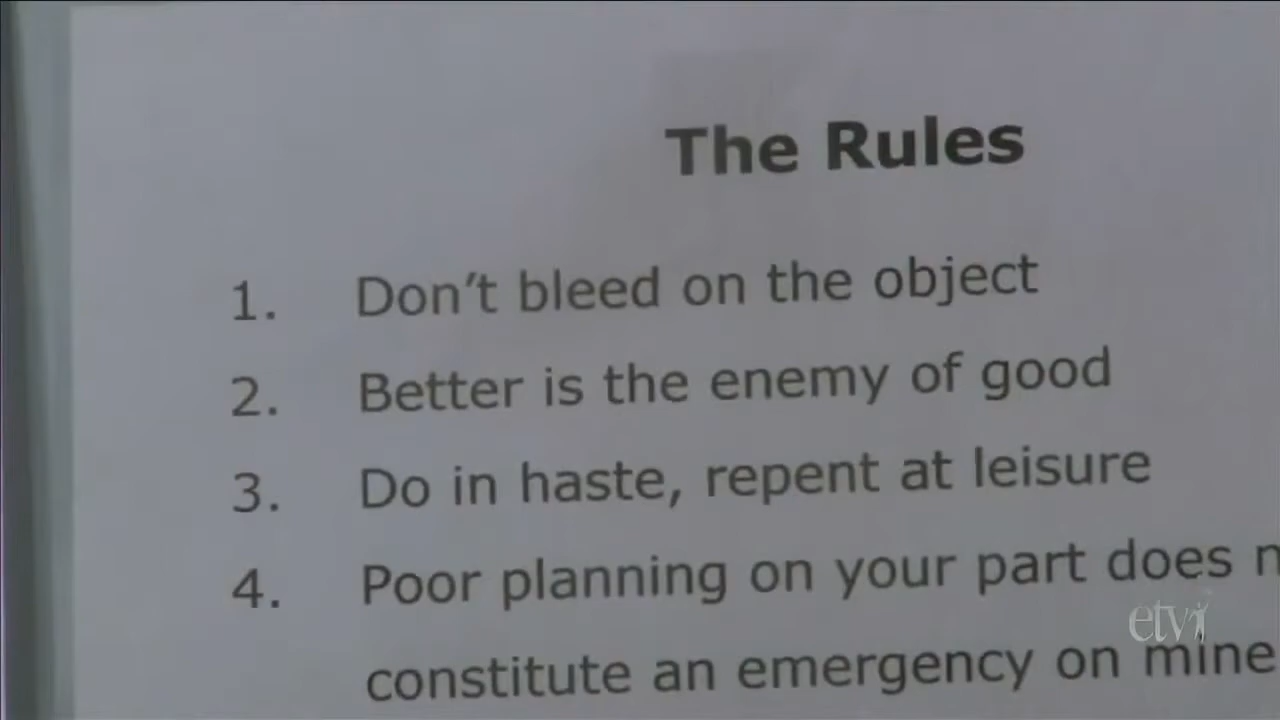 The Rules
1. Don't bleed on the object
2. Better is the enemy of good
3. Do in haste, repent at leisure
4. Poor planning on your part does
constitute an emergency on mine
etv